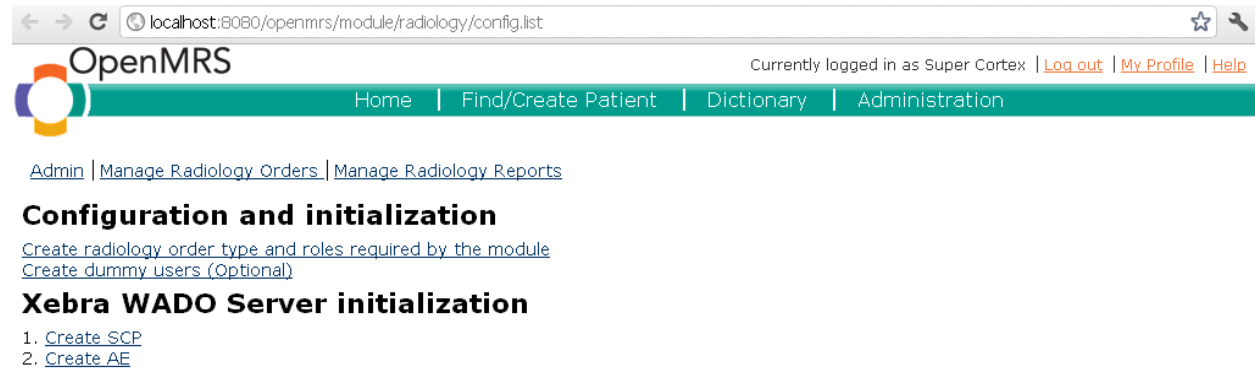 localhost:8080/openmrs/module/radiology/config.list
OpenMRS
Currently logged in as Super Cortex | Log out | My Profile | Help
Home | Find/Create Patient | Dictionary | Administration
Admin | Manage Radiology Orders | Manage Radiology Reports
Configuration and initialization
Create radiology order type and roles required by the module
Create dummy users (Optional)
Xebra WADO Server initialization
1. Create SCP
2. Create AE